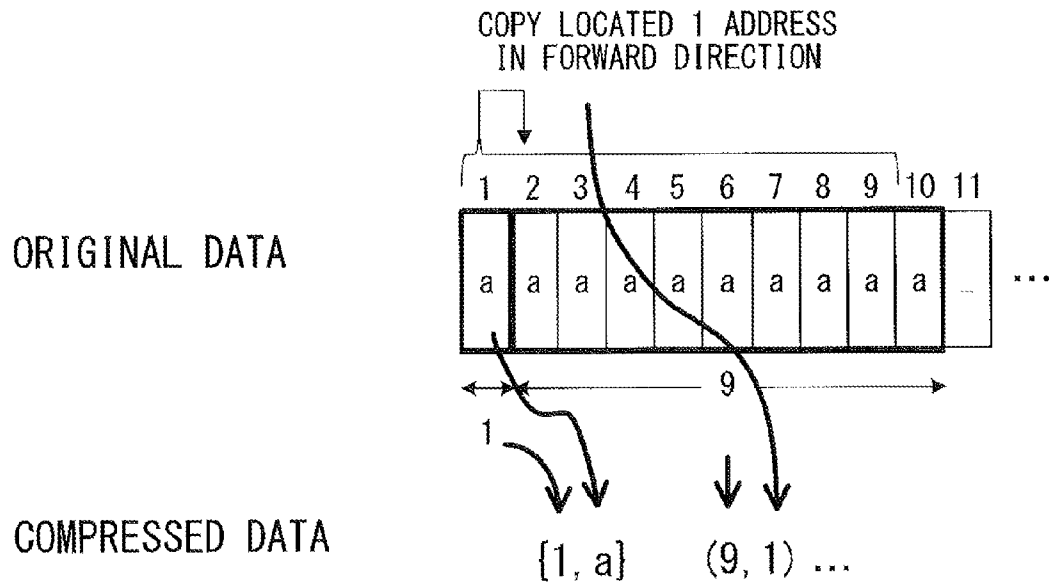 COPY LOCATED 1 ADDRESS
IN FORWARD DIRECTION
1 2 3 4 5 6 7 8 9 10 11
ORIGINAL DATA
a a a a a a a a a a _ ...
9
1
COMPRESSED DATA
{1, a} (9, 1) ...